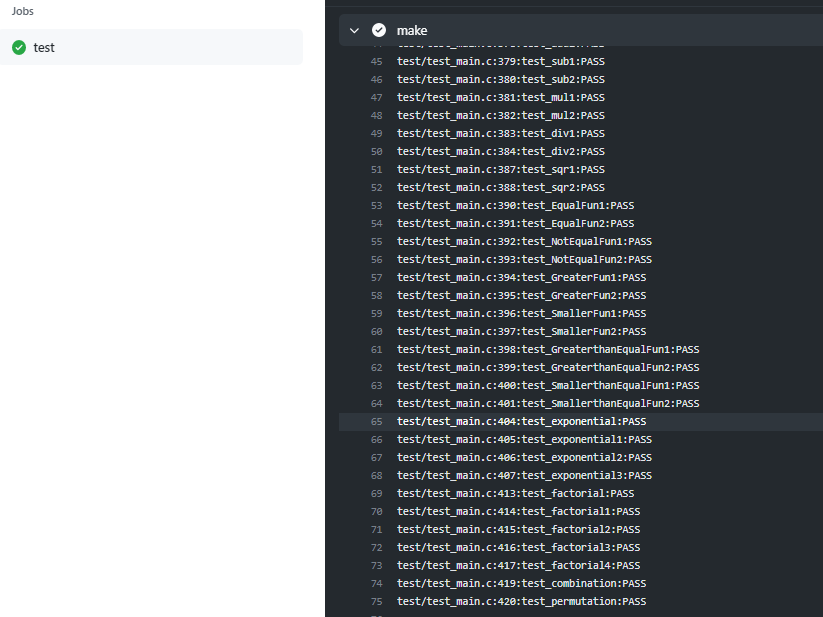 Jobs
test
make
45 test/test_main.c:379:test_sub1:PASS
46 test/test_main.c:380:test_sub2:PASS
47 test/test_main.c:381:test_mul1:PASS
48 test/test_main.c:382:test_mul2:PASS
49 test/test_main.c:383:test_div1:PASS
50 test/test_main.c:384:test_div2:PASS
51 test/test_main.c:387:test_sqr1:PASS
52 test/test_main.c:388:test_sqr2:PASS
53 test/test_main.c:390:test_EqualFun1:PASS
54 test/test_main.c:391:test_EqualFun2:PASS
55 test/test_main.c:392:test_NotEqualFun1:PASS
56 test/test_main.c:393:test_NotEqualFun2:PASS
57 test/test_main.c:394:test_GreaterFun1:PASS
58 test/test_main.c:395:test_GreaterFun2:PASS
59 test/test_main.c:396:test_SmallerFun1:PASS
60 test/test_main.c:397:test_SmallerFun2:PASS
61 test/test_main.c:398:test_GreaterthanEqualFun1:PASS
62 test/test_main.c:399:test_GreaterthanEqualFun2:PASS
63 test/test_main.c:400:test_SmallerthanEqualFun1:PASS
64 test/test_main.c:401:test_SmallerthanEqualFun2:PASS
65 test/test_main.c:404:test_exponential:PASS
66 test/test_main.c:405:test_exponential1:PASS
67 test/test_main.c:406:test_exponential2:PASS
68 test/test_main.c:407:test_exponential3:PASS
69 test/test_main.c:413:test_factorial:PASS
70 test/test_main.c:414:test_factorial1:PASS
71 test/test_main.c:415:test_factorial2:PASS
72 test/test_main.c:416:test_factorial3:PASS
73 test/test_main.c:417:test_factorial4:PASS
74 test/test_main.c:419:test_combination:PASS
75 test/test_main.c:420:test_permutation:PASS